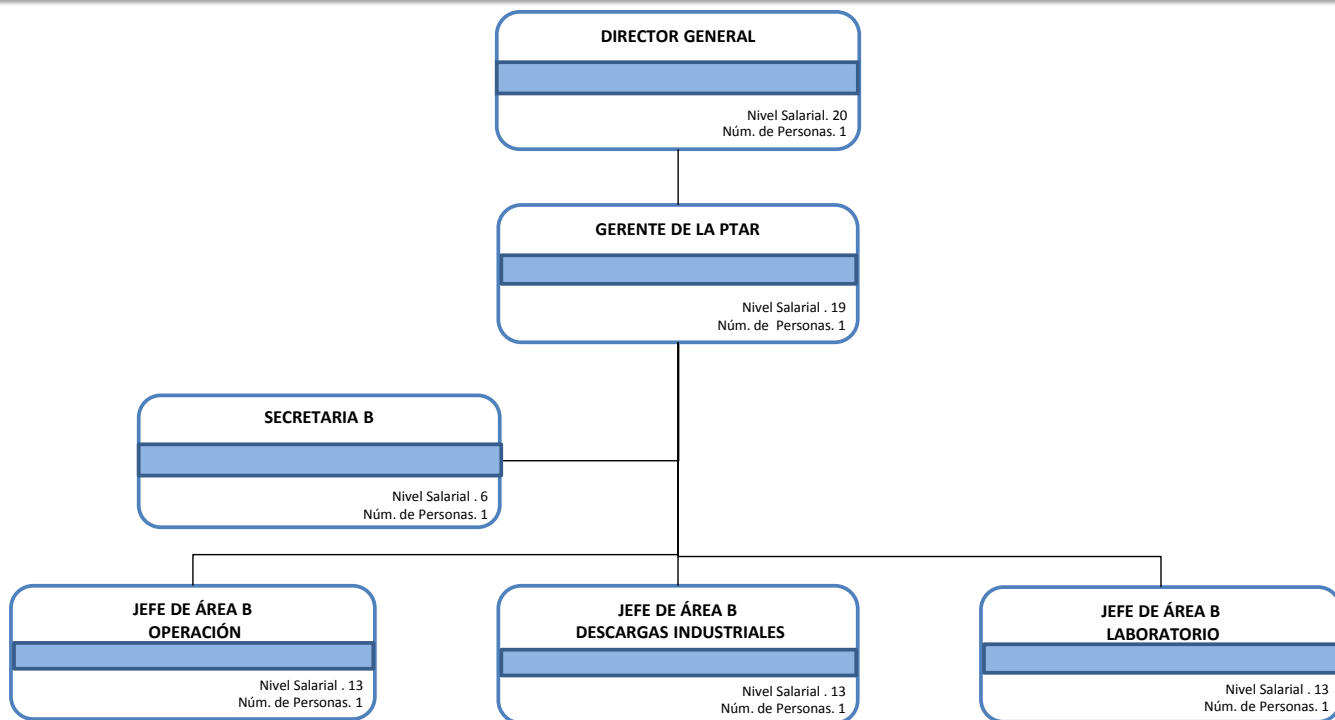 DIRECTOR GENERAL
Nivel Salarial. 20
Núm. de Personas. 1
GERENTE DE LA PTAR
Nivel Salarial . 19
Núm. de  Personas. 1
SECRETARIA B
Nivel Salarial . 6
Núm. de Personas. 1
JEFE DE ÁREA B
OPERACIÓN
Nivel Salarial . 13
Núm. de Personas. 1
JEFE DE ÁREA B
DESCARGAS INDUSTRIALES
Nivel Salarial . 13
Núm. de Personas. 1
JEFE DE ÁREA B
LABORATORIO
Nivel Salarial . 13
Núm. de Personas. 1